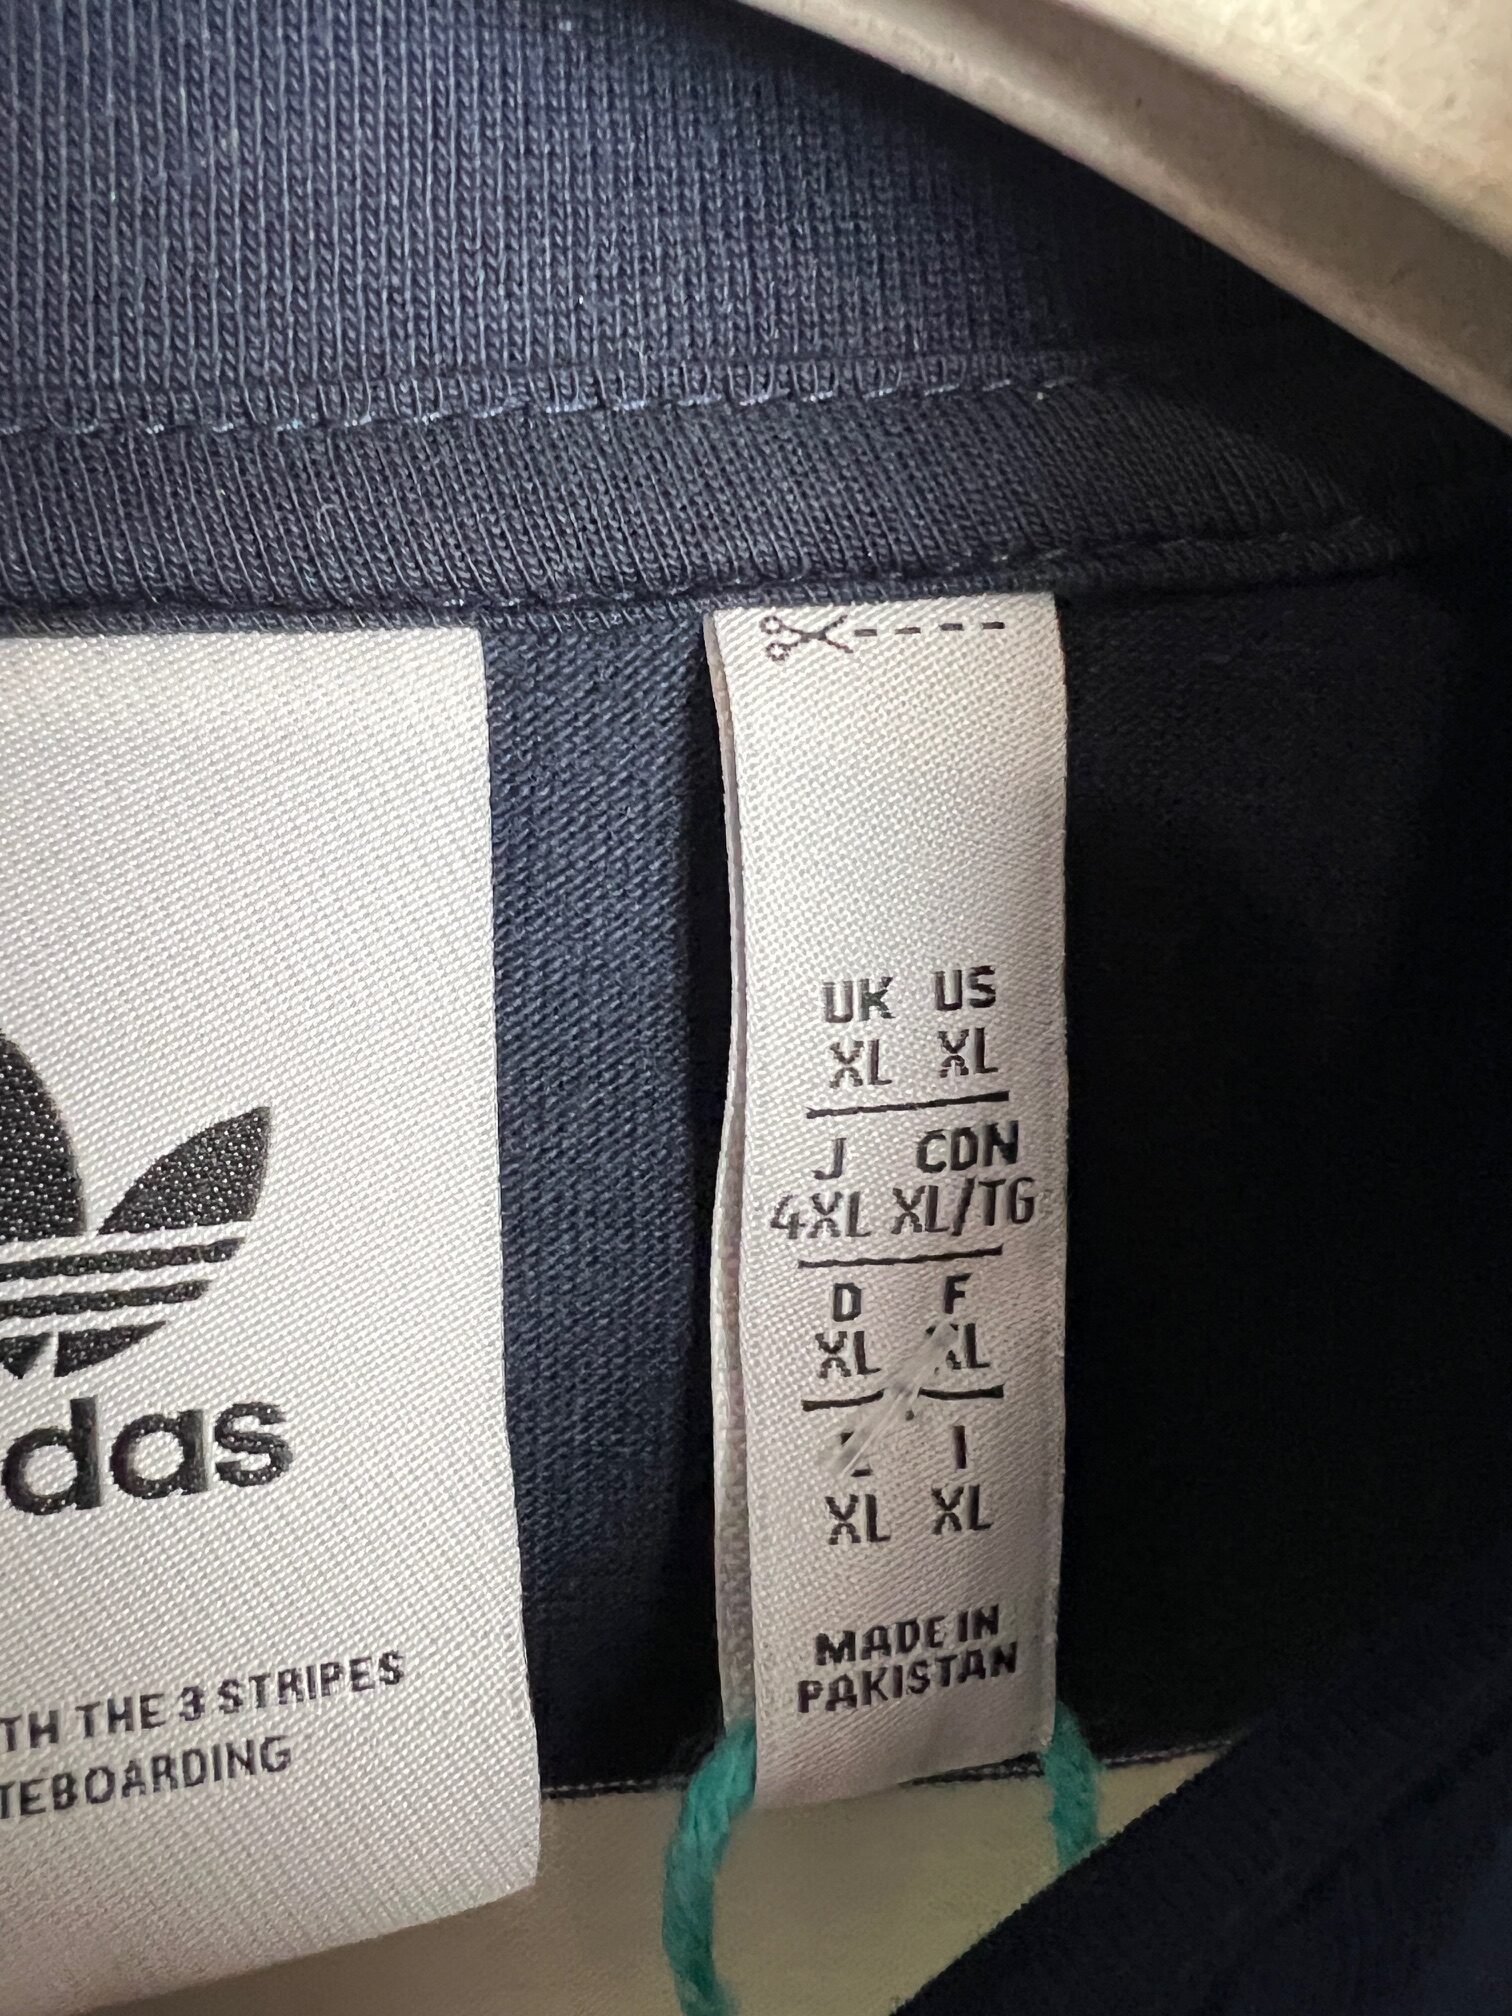 das
TH THE 3 STRIPES
TEBOARDING
UK US
XL XL
J CDN
4XL XL/TG
D F
XL XL
I
XL XL
MADE IN
PAKISTAN